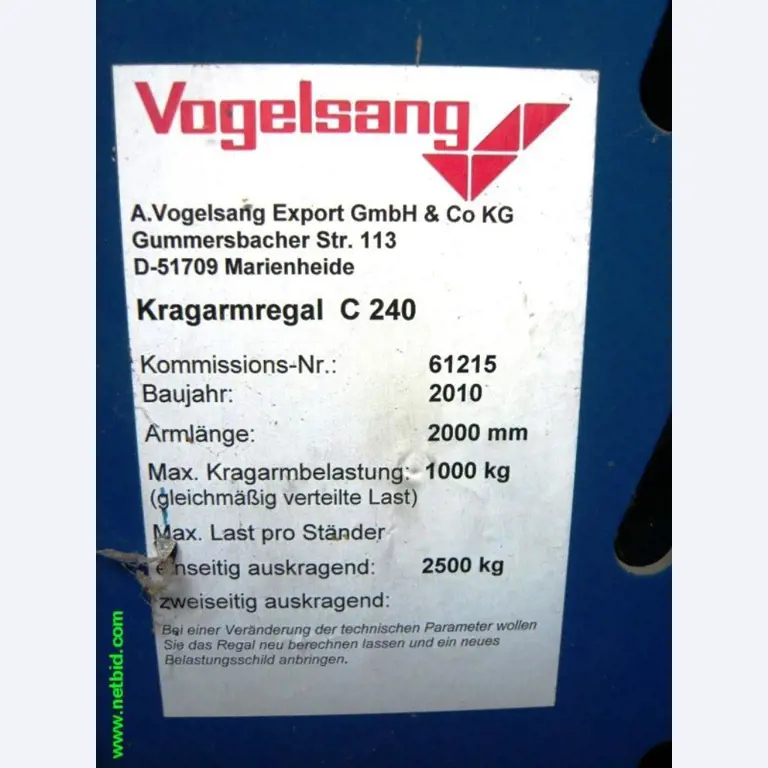 Vogelsang
A.Vogelsang Export GmbH & Co KG
Gummersbacher Str. 113
D-51709 Marienheide
Kragarmregal C 240
Kommissions-Nr.: 61215
Baujahr: 2010
Armlänge: 2000 mm
Max. Kragarmbelastung: 1000 kg
(gleichmäßig verteilte Last)
Max. Last pro Ständer
einseitig auskragend: 2500 kg
zweiseitig auskragend:
Bei einer Veränderung der technischen Parameter wollen
Sie das Regal neu berechnen lassen und ein neues
Belastungsschild anbringen.
www.netbid.com